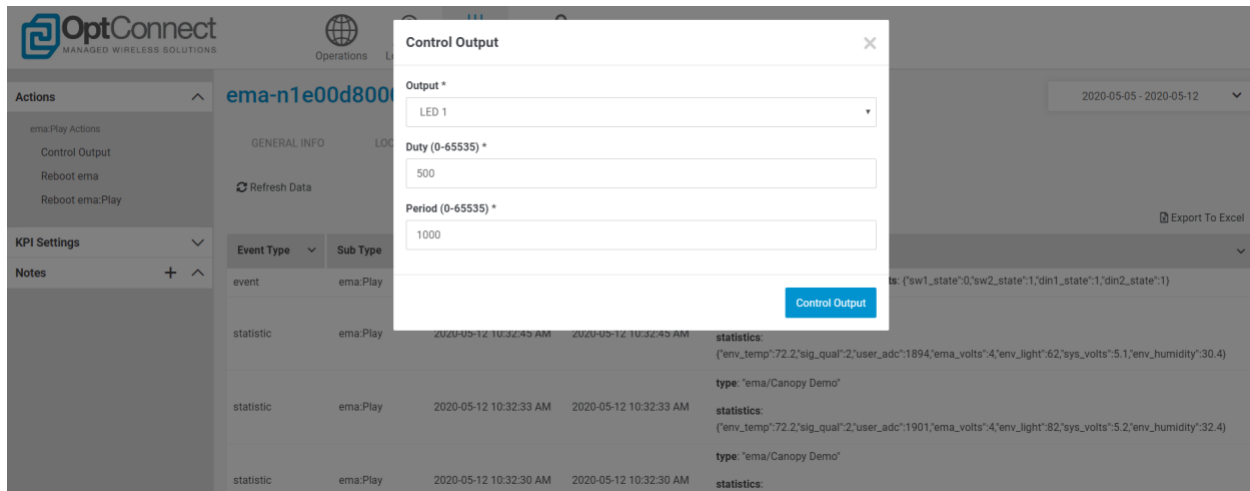 OptConnect
MANAGED WIRELESS SOLUTIONS
Operations
Control Output
Actions
ema-n1e00d800
2020-05-05 - 2020-05-12
Output *
LED 1
ema:Play Actions
GENERAL INFO
Control Output
Duty (0-65535) *
500
Reboot ema
Refresh Data
Reboot ema:Play
Period (0-65535) *
1000
Export To Excel
KPI Settings
Event Type Sub Type
Notes
event ema:Play {"sw1_state":0,"sw2_state":1,"din1_state":1,"din2_state":1}
Control Output
statistic ema:Play 2020-05-12 10:32:45 AM 2020-05-12 10:32:45 AM
statistics:
{"env_temp":72.2,"sig_qual":2,"user_adc":1894,"ema_volts":4,"env_light":62,"sys_volts":5.1,"env_humidity":30.4}
type: "ema/Canopy Demo"
statistic ema:Play 2020-05-12 10:32:33 AM 2020-05-12 10:32:33 AM
statistics:
{"env_temp":72.2,"sig_qual":2,"user_adc":1901,"ema_volts":4,"env_light":82,"sys_volts":5.2,"env_humidity":32.4}
type: "ema/Canopy Demo"
statistic ema:Play 2020-05-12 10:32:30 AM 2020-05-12 10:32:30 AM
statistics: